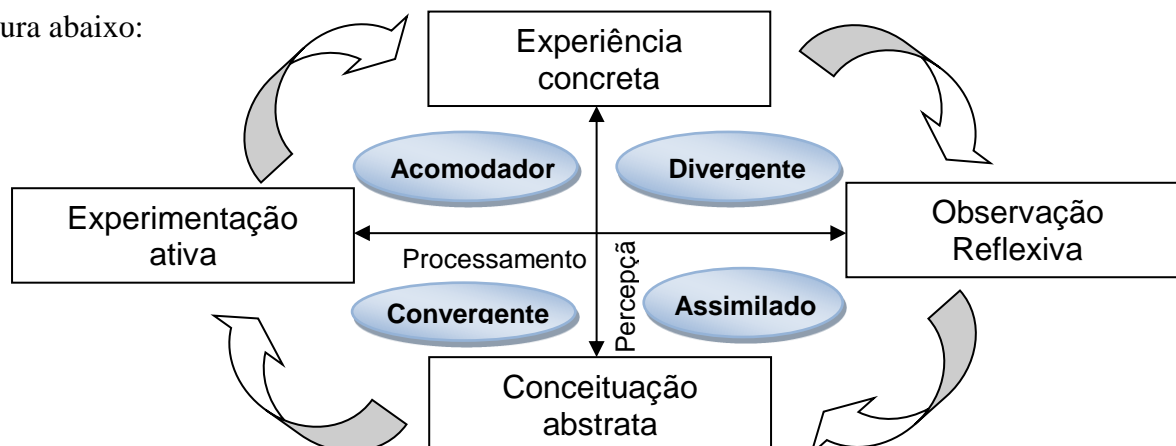 ura abaixo:
Experiência
concreta
Acomodador
Divergente
Experimentação
ativa
Observação
Reflexiva
Processamento
Percepçã
Convergente
Assimilado
Conceituação
abstrata